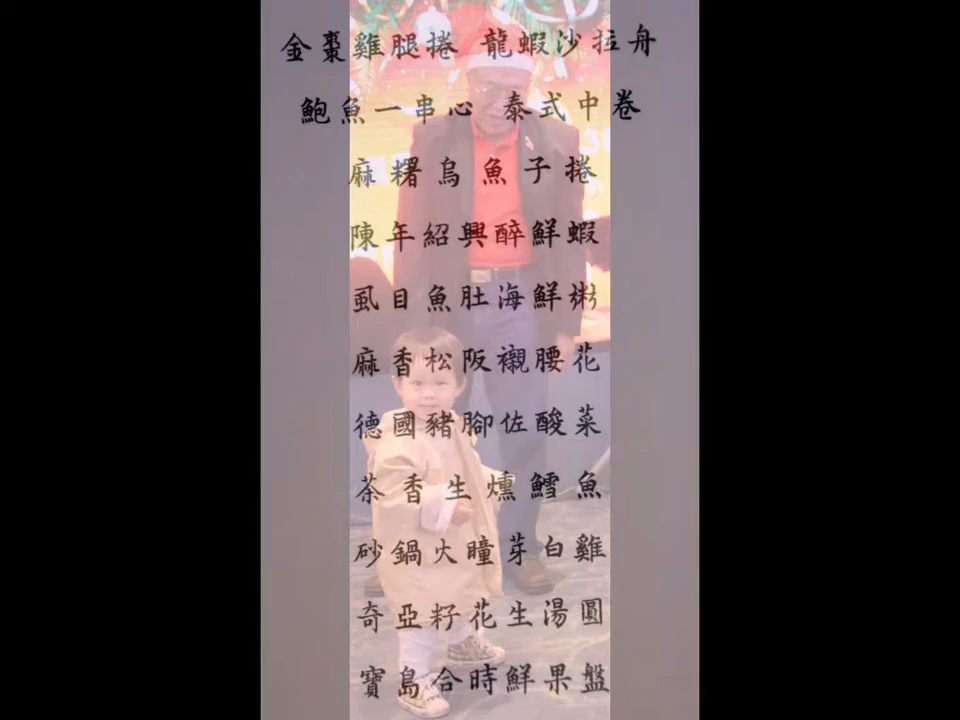 金棗雞腿捲 龍蝦沙拉舟
鮑魚一串心 泰式中卷
麻糬烏魚子捲
陳年紹興醉鮮蝦
虱目魚肚海鮮粥
麻香松阪襯腰花
德國豬腳佐酸菜
茶香生燻鱈魚
砂鍋火瞳芽白雞
奇亞籽花生湯圓
寶島合時鮮果盤